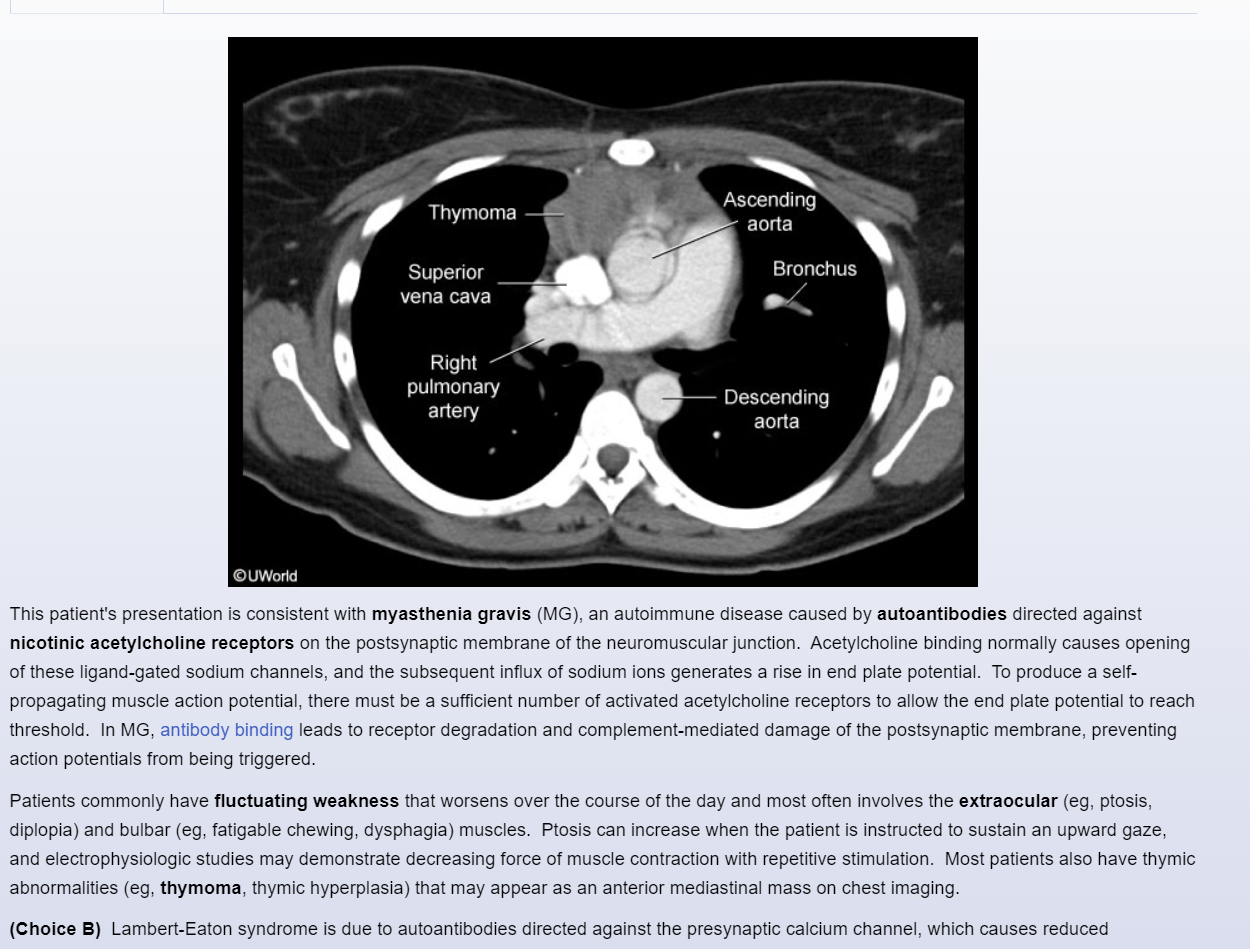 Thymoma
Ascending
aorta
Superior
vena cava
Bronchus
Right
pulmonary
artery
Descending
aorta
©UWorld
This patient's presentation is consistent with myasthenia gravis (MG), an autoimmune disease caused by autoantibodies directed against
nicotinic acetylcholine receptors on the postsynaptic membrane of the neuromuscular junction.  Acetylcholine binding normally causes opening
of these ligand-gated sodium channels, and the subsequent influx of sodium ions generates a rise in end plate potential.  To produce a self-
propagating muscle action potential, there must be a sufficient number of activated acetylcholine receptors to allow the end plate potential to reach
threshold.  In MG, antibody binding leads to receptor degradation and complement-mediated damage of the postsynaptic membrane, preventing
action potentials from being triggered.
Patients commonly have fluctuating weakness that worsens over the course of the day and most often involves the extraocular (eg, ptosis,
diplopia) and bulbar (eg, fatigable chewing, dysphagia) muscles.  Ptosis can increase when the patient is instructed to sustain an upward gaze,
and electrophysiologic studies may demonstrate decreasing force of muscle contraction with repetitive stimulation.  Most patients also have thymic
abnormalities (eg, thymoma, thymic hyperplasia) that may appear as an anterior mediastinal mass on chest imaging.
(Choice B)  Lambert-Eaton syndrome is due to autoantibodies directed against the presynaptic calcium channel, which causes reduced